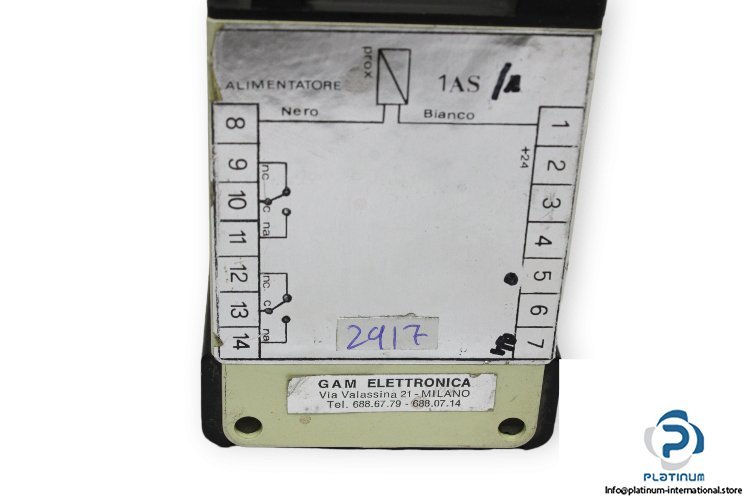 prox
ALIMENTATORE
1AS
Nero
Bianco
8
9
10
11
12
13
14
nc
c
na
nc
c
na
1
2
3
4
5
6
7
+24
2917
GAM ELETTRONICA
Via Valassina 21 - MILANO
Tel. 688.67.79 - 688.07.14
PLATINUM
Info@platinum-international.store